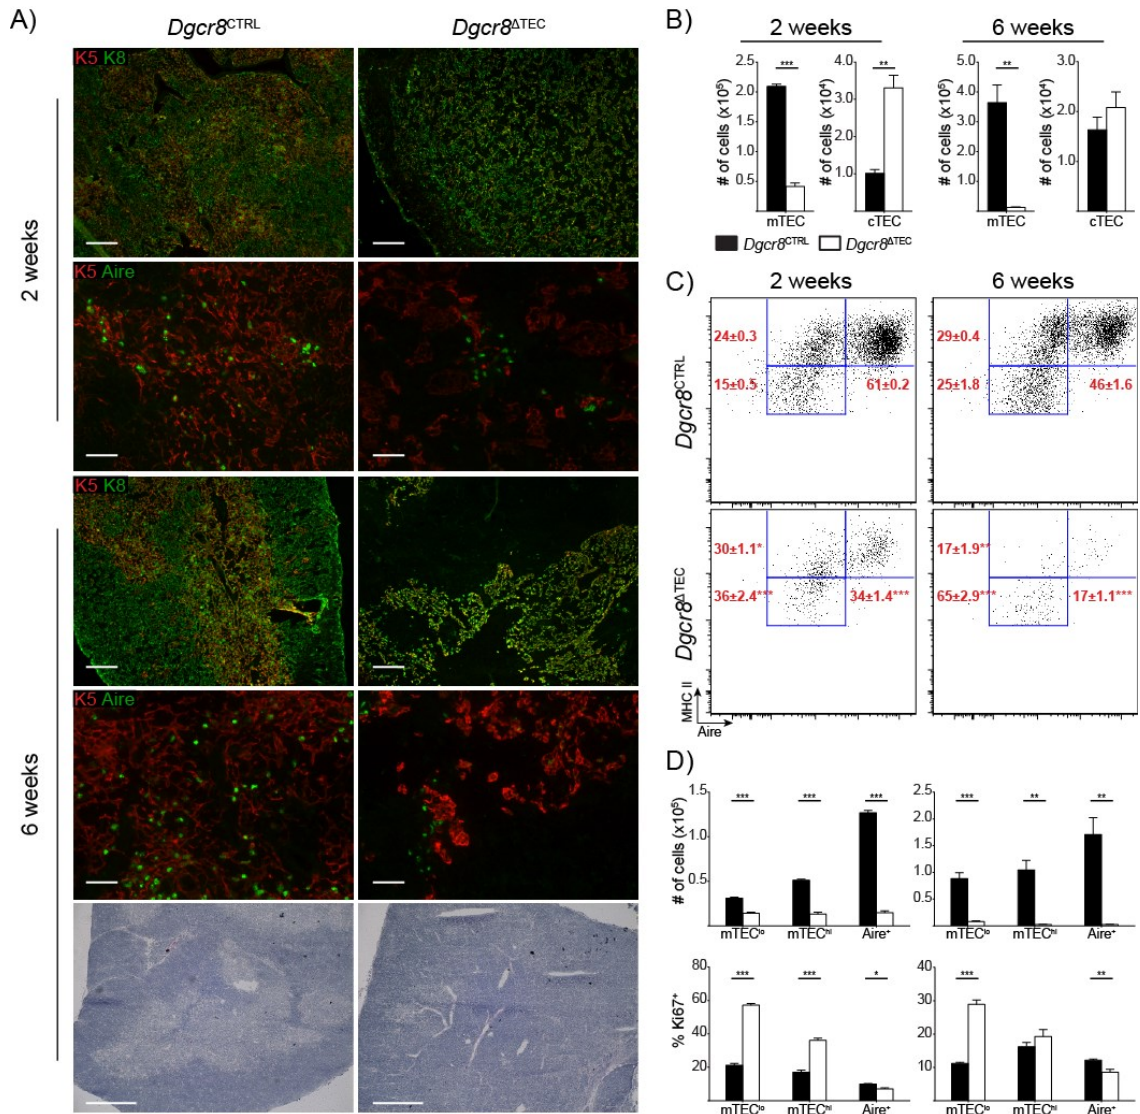 A)
Dgcr8CTRL
Dgcr8ΔTEC
2 weeks
6 weeks
K5 K8
K5 Aire
K5 K8
K5 Aire
B)
2 weeks
6 weeks
# of cells (x10⁵)
2.5
2.0
1.5
1.0
0.5
***
mTEC
# of cells (x10⁴)
4.0
3.0
2.0
1.0
**
cTEC
# of cells (x10⁵)
5.0
4.0
3.0
2.0
1.0
**
mTEC
# of cells (x10⁴)
3.0
2.0
1.0
cTEC
Dgcr8CTRL
Dgcr8ΔTEC
C)
2 weeks
6 weeks
Dgcr8CTRL
24±0.3
15±0.5
61±0.2
29±0.4
25±1.8
46±1.6
Dgcr8ΔTEC
30±1.1*
36±2.4***
34±1.4***
17±1.9**
65±2.9***
17±1.1***
MHC II
Aire
D)
# of cells (x10⁵)
1.5
1.0
0.5
*** *** ***
mTEClo mTEChi Aire+
2.5
2.0
1.5
1.0
0.5
*** ** **
mTEClo mTEChi Aire+
% Ki67+
80
60
40
20
*** *** *
mTEClo mTEChi Aire+
40
30
20
10
*** **
mTEClo mTEChi Aire+